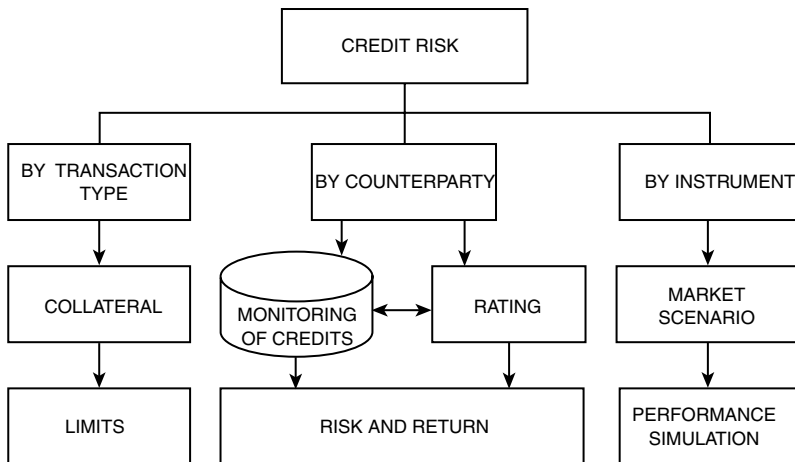 CREDIT RISK
BY TRANSACTION
TYPE
BY COUNTERPARTY
BY INSTRUMENT
COLLATERAL
MONITORING
OF CREDITS
RATING
MARKET
SCENARIO
LIMITS
RISK AND RETURN
PERFORMANCE
SIMULATION